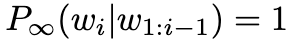 P∞(wᵢ|w₁:ᵢ₋₁) = 1